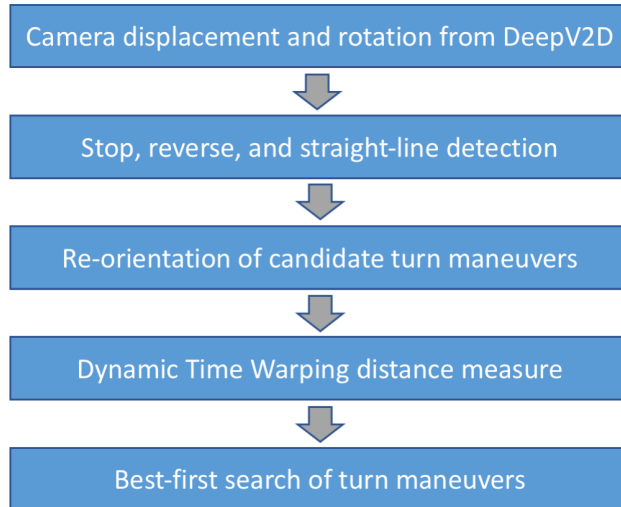 Camera displacement and rotation from DeepV2D
Stop, reverse, and straight-line detection
Re-orientation of candidate turn maneuvers
Dynamic Time Warping distance measure
Best-first search of turn maneuvers